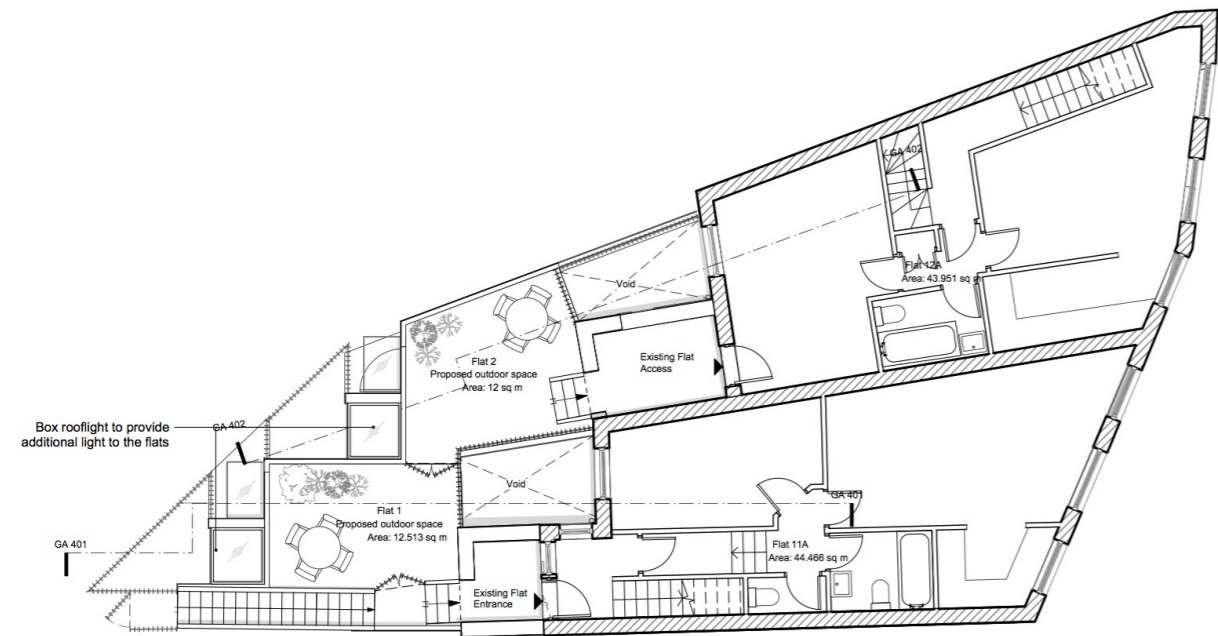 GA 402
Flat 12A
Area: 43.951 sq m
Void
Existing Flat
Access
Flat 2
Proposed outdoor space
Area: 12 sq m
Box rooflight to provide
additional light to the flats
GA 402
Void
GA 401
Flat 1
Proposed outdoor space
Area: 12.513 sq m
GA 401
Flat 11A
Area: 44.466 sq m
Existing Flat
Entrance